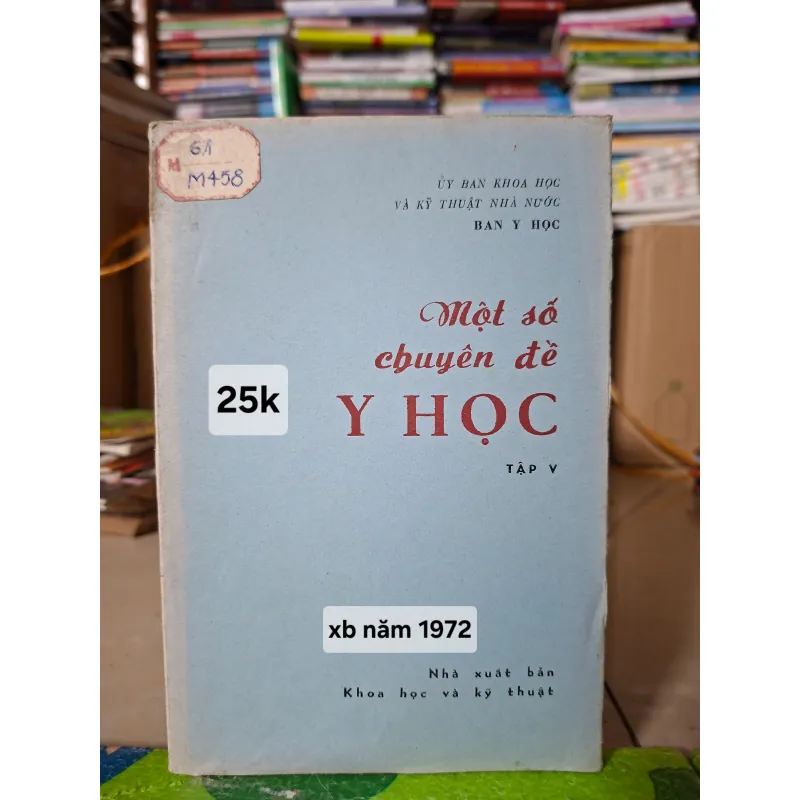 61
M
M458
ỦY BAN KHOA HỌC
VÀ KỸ THUẬT NHÀ NƯỚC
BAN Y HỌC
Một số
chuyên đề
Y HỌC
TẬP V
25k
xb năm 1972
Nhà xuất bản
Khoa học và kỹ thuật